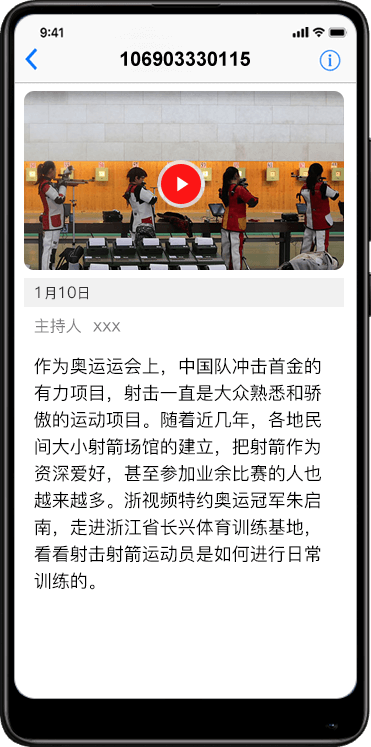 9:41
106903330115
1月10日
主持人 xxx
作为奥运运会上，中国队冲击首金的
有力项目，射击一直是大众熟悉和骄
傲的运动项目。随着近几年，各地民
间大小射箭场馆的建立，把射箭作为
资深爱好，甚至参加业余比赛的人也
越来越多。浙视频特约奥运冠军朱启
南，走进浙江省长兴体育训练基地，
看看射击射箭运动员是如何进行日常
训练的。